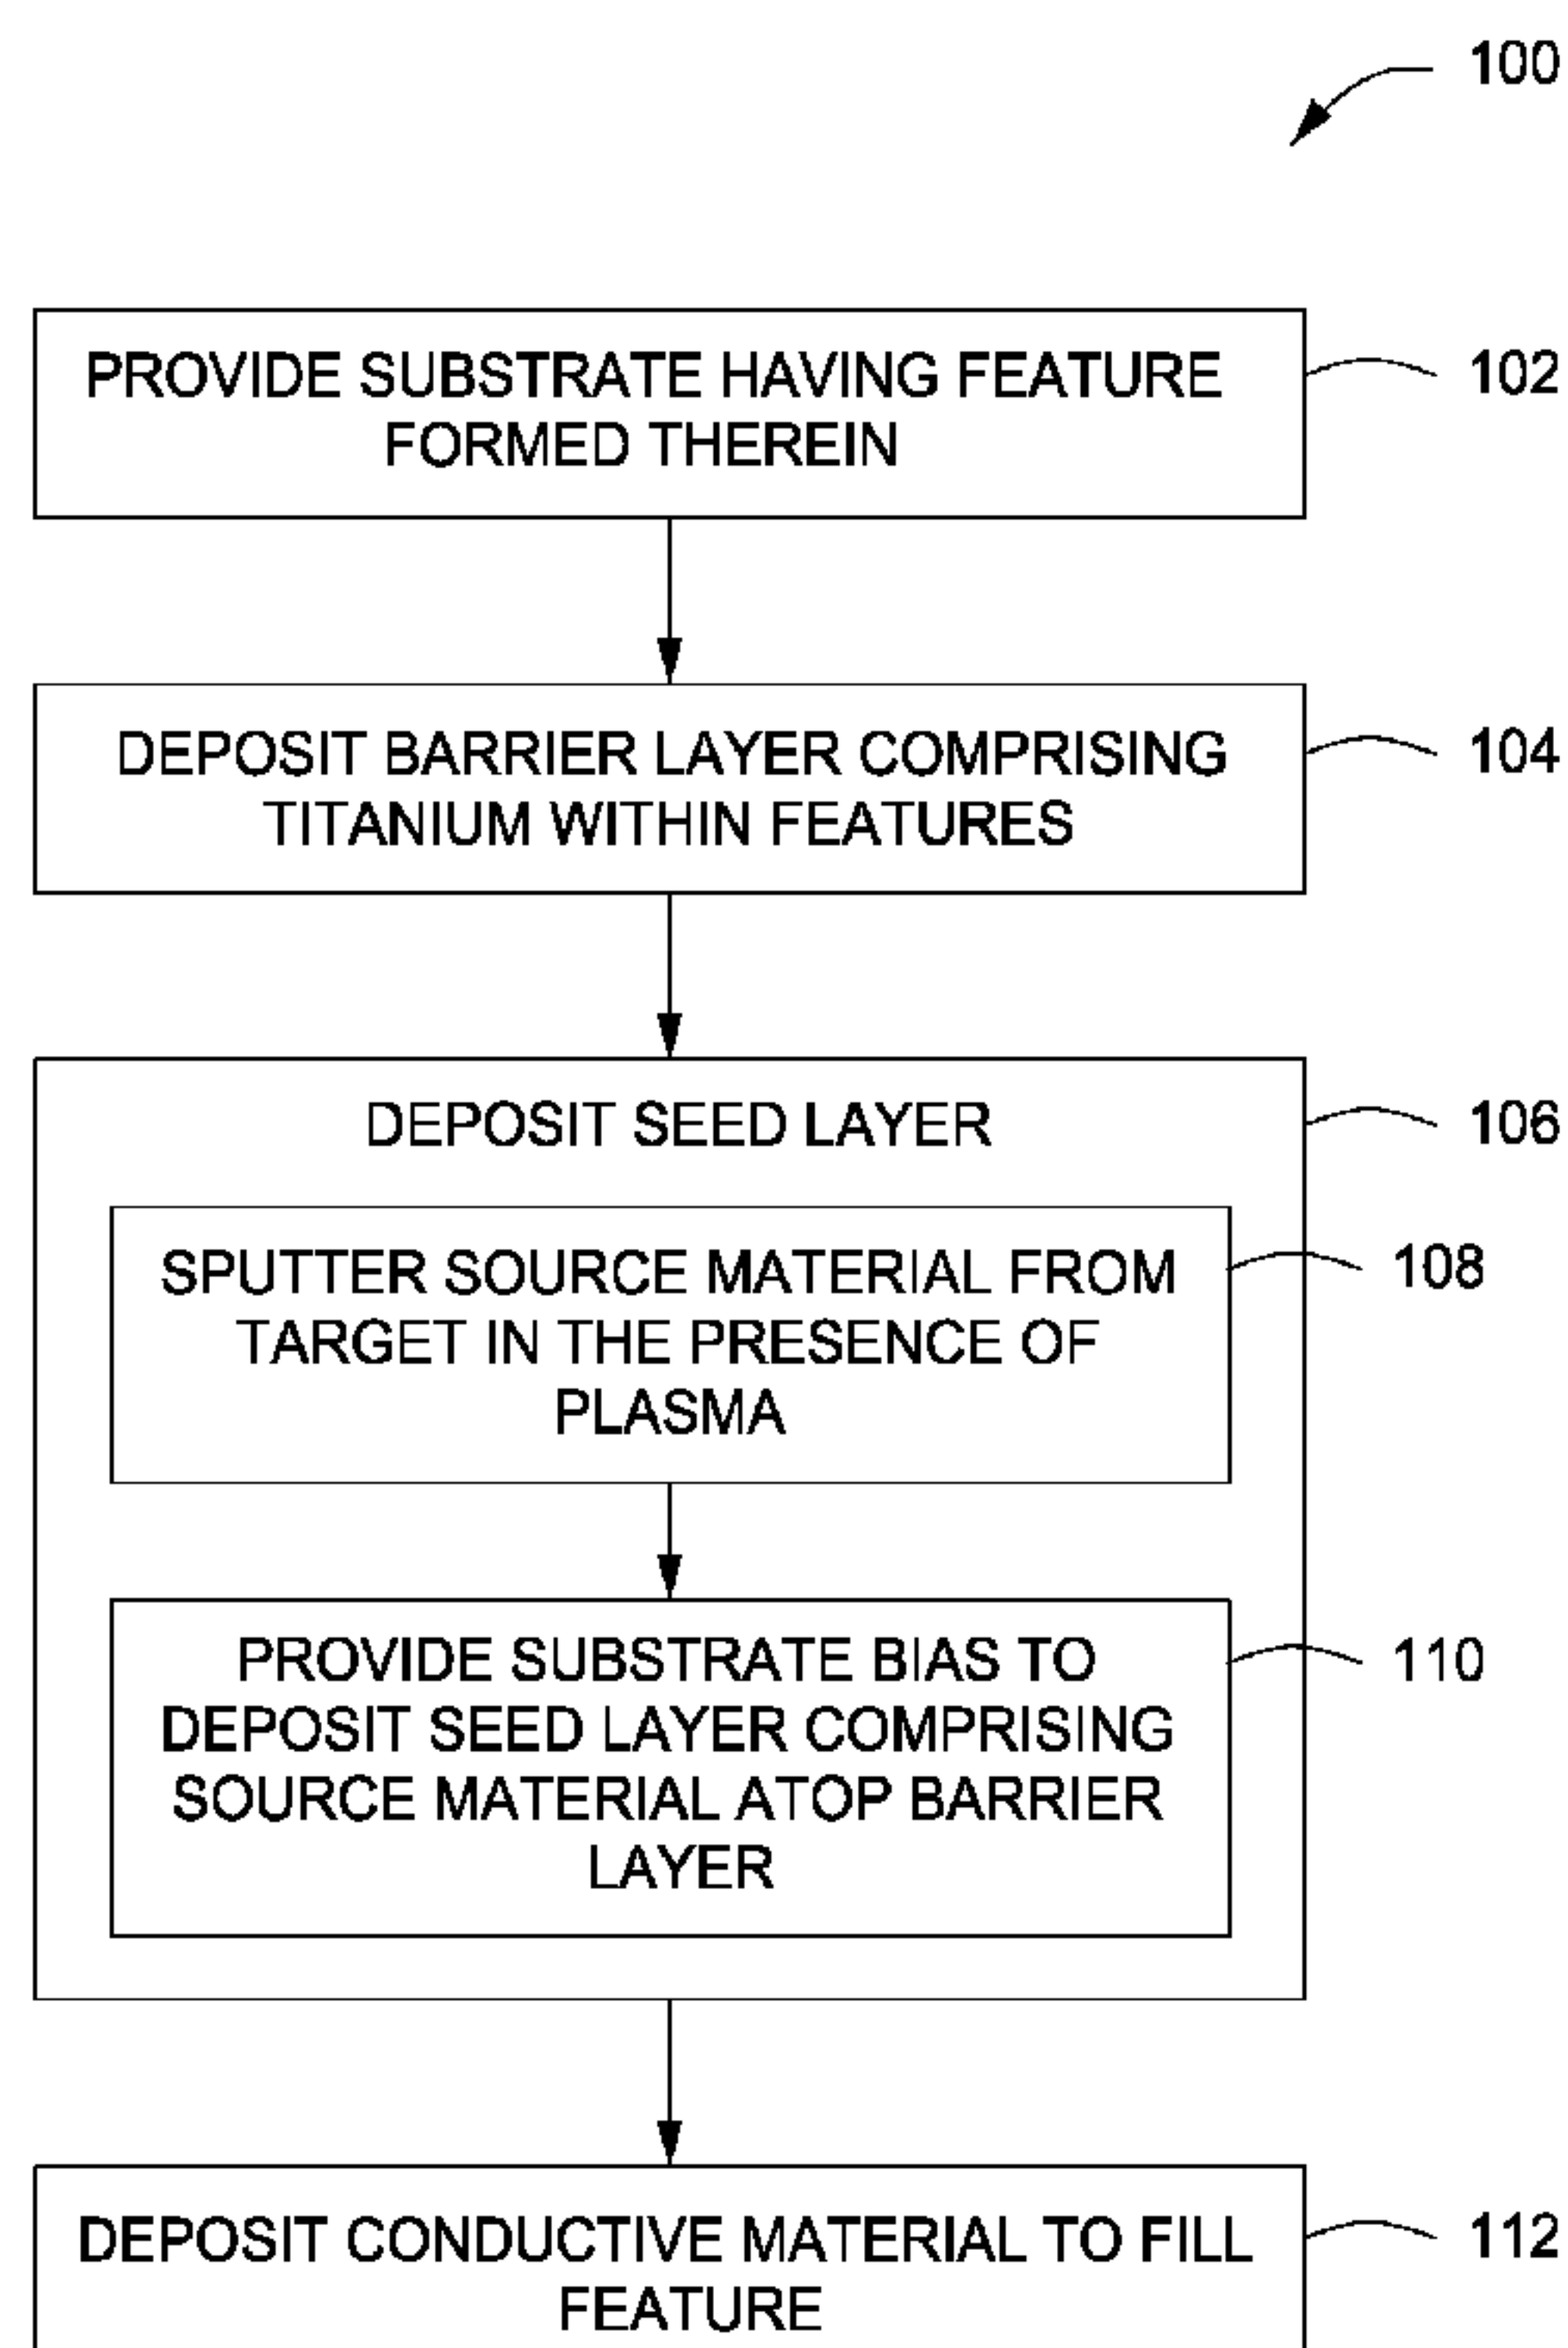 100
PROVIDE SUBSTRATE HAVING FEATURE
FORMED THEREIN
102
DEPOSIT BARRIER LAYER COMPRISING
TITANIUM WITHIN FEATURES
104
DEPOSIT SEED LAYER
106
SPUTTER SOURCE MATERIAL FROM
TARGET IN THE PRESENCE OF
PLASMA
108
PROVIDE SUBSTRATE BIAS TO
DEPOSIT SEED LAYER COMPRISING
SOURCE MATERIAL ATOP BARRIER
LAYER
110
DEPOSIT CONDUCTIVE MATERIAL TO FILL
FEATURE
112